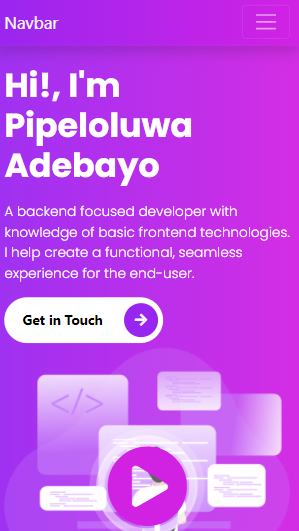 Navbar
Hi!, I'm
Pipeloluwa
Adebayo
A backend focused developer with
knowledge of basic frontend technologies.
I help create a functional, seamless
experience for the end-user.
Get in Touch
</>